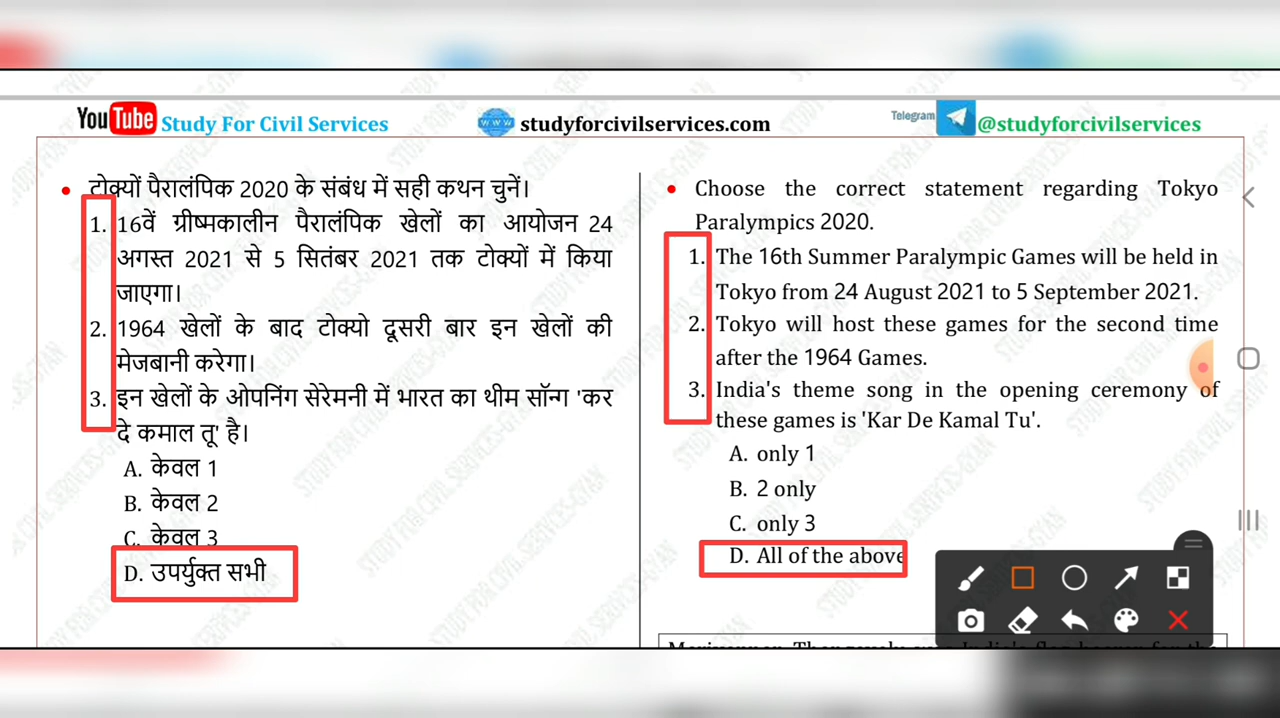 YouTube Study For Civil Services
www studyforcivilservices.com
Telegram @studyforcivilservices
• टोक्यों पैरालंपिक 2020 के संबंध में सही कथन चुनें।
1. 16वें ग्रीष्मकालीन पैरालंपिक खेलों का आयोजन 24
अगस्त 2021 से 5 सितंबर 2021 तक टोक्यों में किया
जाएगा।
2. 1964 खेलों के बाद टोक्यो दूसरी बार इन खेलों की
मेजबानी करेगा।
3. इन खेलों के ओपनिंग सेरेमनी में भारत का थीम सॉन्ग 'कर
दे कमाल तू' है।
A. केवल 1
B. केवल 2
C. केवल 3
D. उपर्युक्त सभी
• Choose the correct statement regarding Tokyo
Paralympics 2020.
1. The 16th Summer Paralympic Games will be held in
Tokyo from 24 August 2021 to 5 September 2021.
2. Tokyo will host these games for the second time
after the 1964 Games.
3. India's theme song in the opening ceremony of
these games is 'Kar De Kamal Tu'.
A. only 1
B. 2 only
C. only 3
D. All of the above